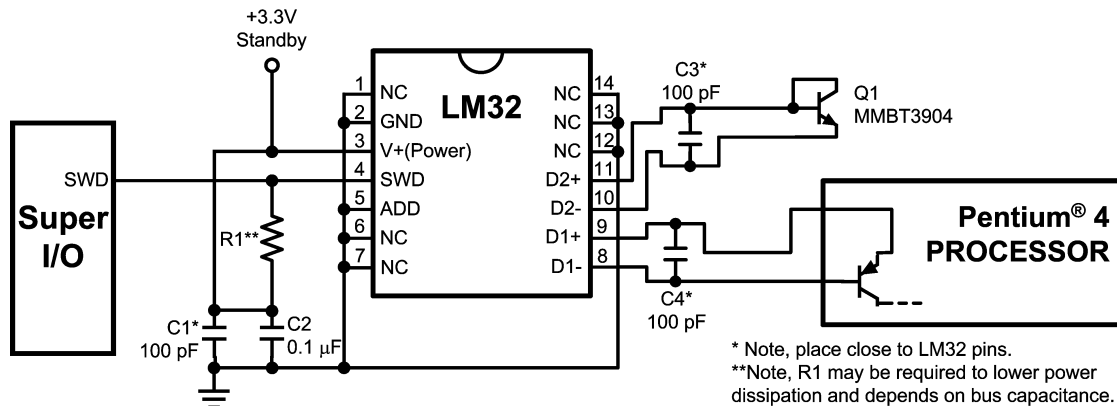 +3.3V
Standby
Super
I/O
SWD
R1**
C1*
100 pF
C2
0.1 μF
LM32
1
NC
2
GND
3
V+(Power)
4
SWD
5
ADD
6
NC
7
NC
14
NC
13
NC
12
NC
11
D2+
10
D2-
9
D1+
8
D1-
C3*
100 pF
Q1
MMBT3904
C4*
100 pF
Pentium® 4
PROCESSOR
* Note, place close to LM32 pins.
**Note, R1 may be required to lower power
dissipation and depends on bus capacitance.